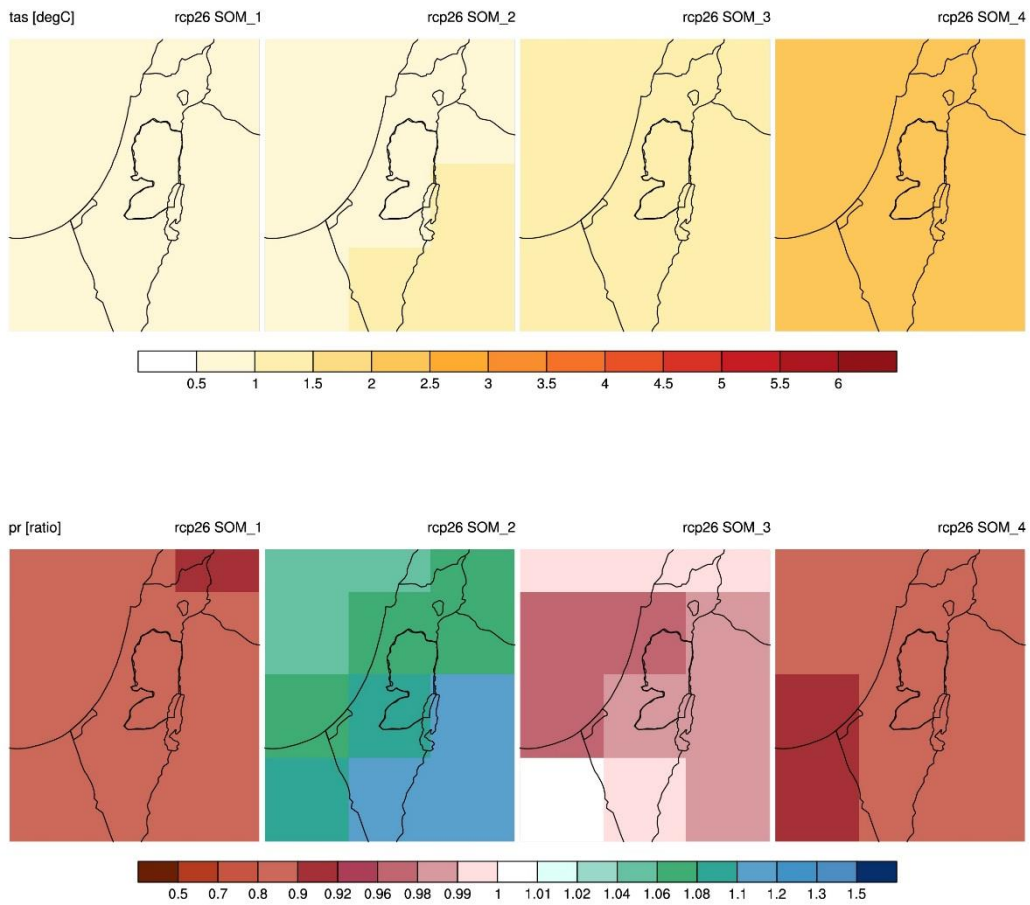 tas [degC] rcp26 SOM_1 rcp26 SOM_2 rcp26 SOM_3 rcp26 SOM_4
0.5 1 1.5 2 2.5 3 3.5 4 4.5 5 5.5 6
pr [ratio] rcp26 SOM_1 rcp26 SOM_2 rcp26 SOM_3 rcp26 SOM_4
0.5 0.7 0.8 0.9 0.92 0.96 0.98 0.99 1 1.01 1.02 1.04 1.06 1.08 1.1 1.2 1.3 1.5